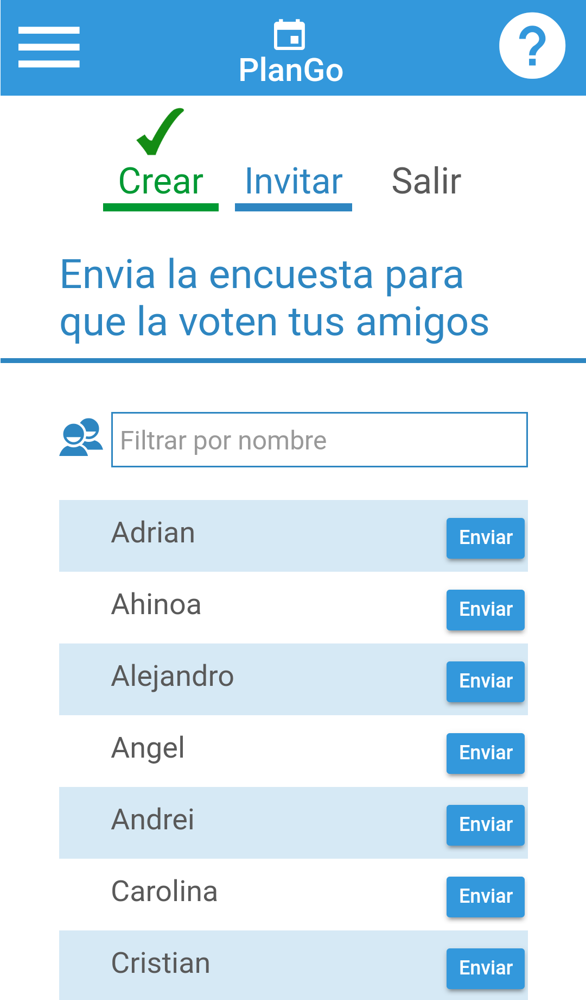 PlanGo
?
Crear Invitar Salir
Envia la encuesta para
que la voten tus amigos
Filtrar por nombre
Adrian Enviar
Ahinoa Enviar
Alejandro Enviar
Angel Enviar
Andrei Enviar
Carolina Enviar
Cristian Enviar